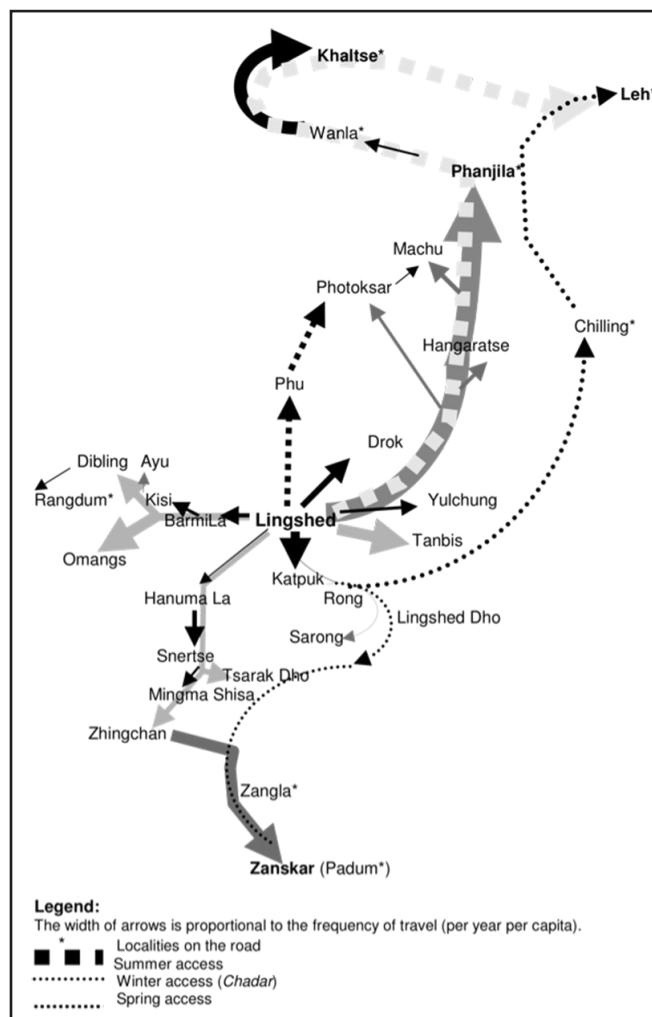 Khaltse*
Leh*
Wanla*
Phanjila*
Machu
Photoksar
Chilling*
Hangaratse
Phu
Drok
Dibling
Ayu
Rangdum*
Kisi
Yulchung
BarmiLa
Lingshed
Tanbis
Omangs
Katpuk
Hanuma La
Rong
Lingshed Dho
Sarong
Snertse
Tsarak Dho
Mingma Shisa
Zhingchan
Zangla*
Zanskar (Padum*)
Legend:
The width of arrows is proportional to the frequency of travel (per year per capita).
* Localities on the road
Summer access
Winter access (Chadar)
Spring access